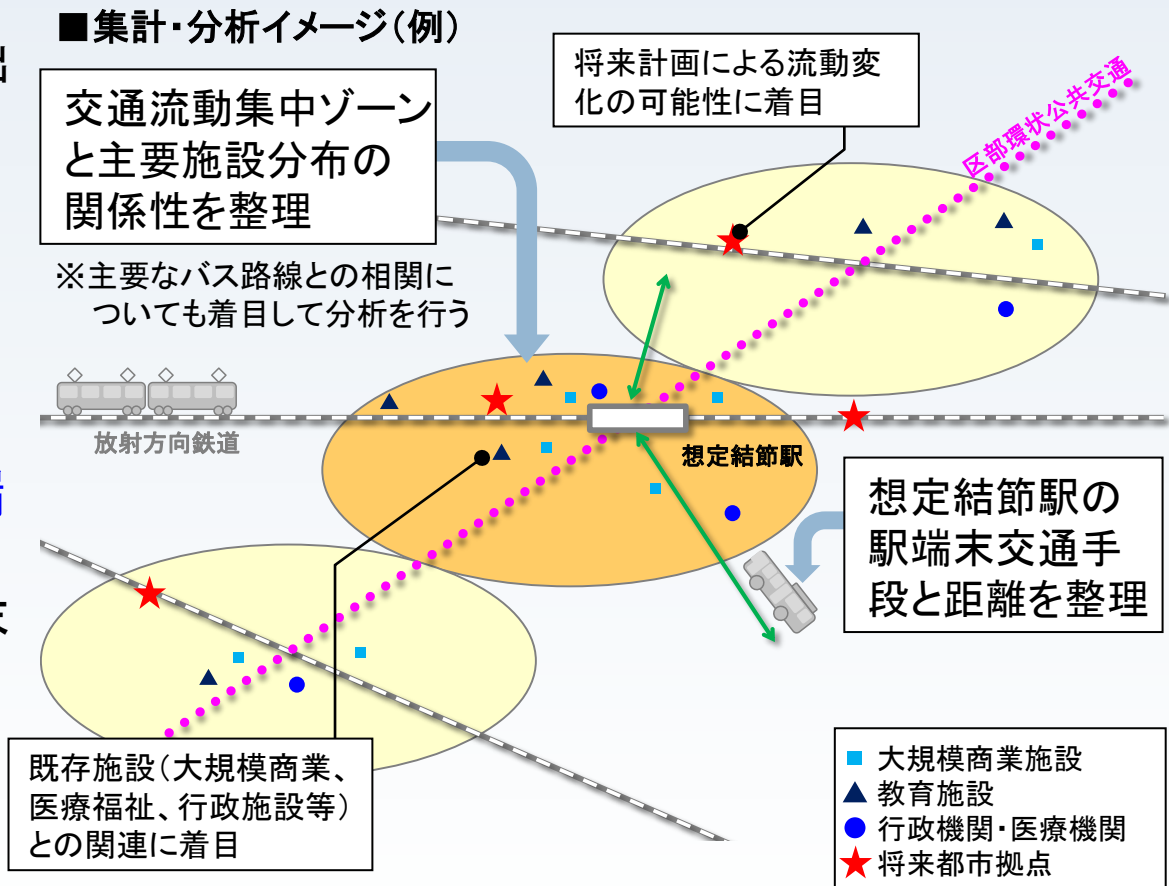 ■集計・分析イメージ(例)
出
交通流動集中ゾーン
と主要施設分布の
関係性を整理
将来計画による流動変
化の可能性に着目
区部環状公共交通
※主要なバス路線との相関に
ついても着目して分析を行う
放射方向鉄道
想定結節駅
想定結節駅の
駅端末交通手
段と距離を整理
既存施設(大規模商業、
医療福祉、行政施設等)
との関連に着目
大規模商業施設
教育施設
行政機関・医療機関
将来都市拠点